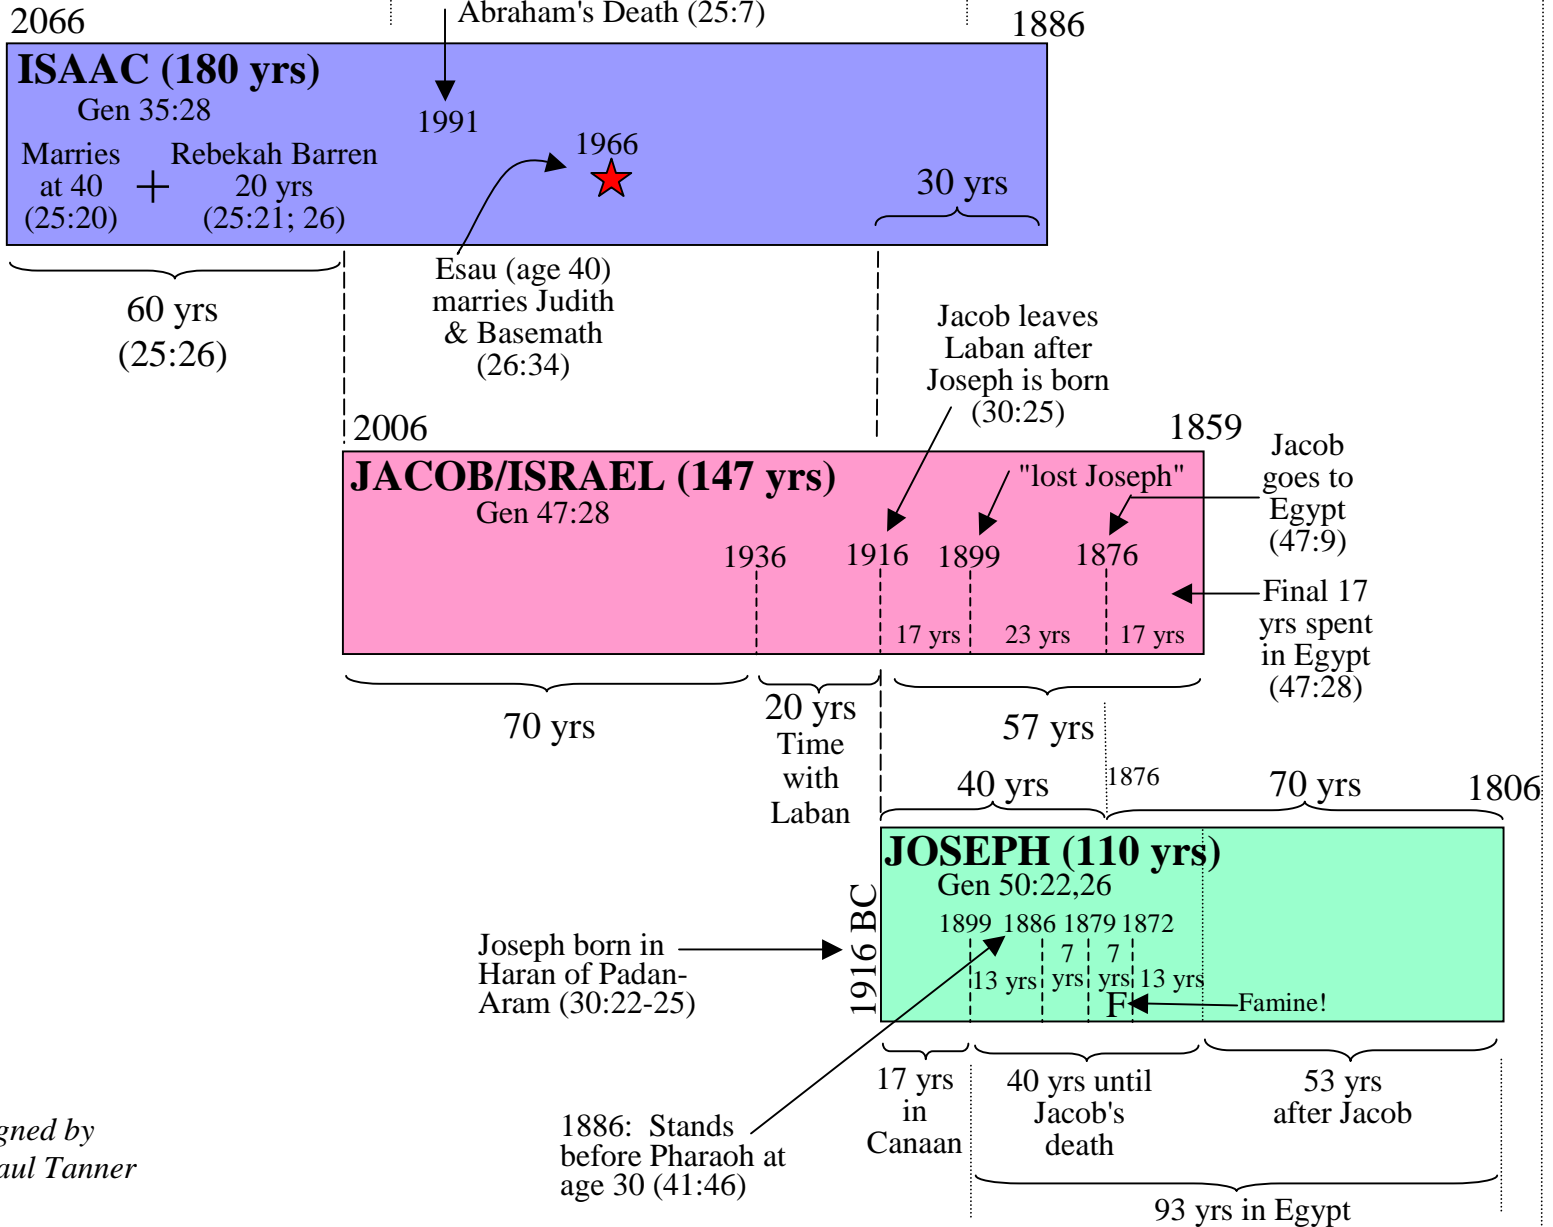 Abraham's Death (25:7)
2066
1886
ISAAC (180 yrs)
Gen 35:28
1991
1966
Marries
at 40
(25:20)
+
Rebekah Barren
20 yrs
(25:21; 26)
30 yrs
60 yrs
(25:26)
Esau (age 40)
marries Judith
& Basemath
(26:34)
Jacob leaves
Laban after
Joseph is born
(30:25)
2006
1859
JACOB/ISRAEL (147 yrs)
Gen 47:28
"lost Joseph"
Jacob
goes to
Egypt
(47:9)
1936
1916
1899
1876
Final 17
yrs spent
in Egypt
(47:28)
17 yrs
23 yrs
17 yrs
70 yrs
20 yrs
Time
with
Laban
57 yrs
40 yrs
1876
70 yrs
1806
JOSEPH (110 yrs)
Gen 50:22,26
1916 BC
1899 1886 1879 1872
13 yrs
7
yrs
7
yrs
13 yrs
F
Famine!
Joseph born in
Haran of Padan-
Aram (30:22-25)
17 yrs
in
Canaan
40 yrs until
Jacob's
death
53 yrs
after Jacob
1886: Stands
before Pharaoh at
age 30 (41:46)
93 yrs in Egypt
gned by
aul Tanner